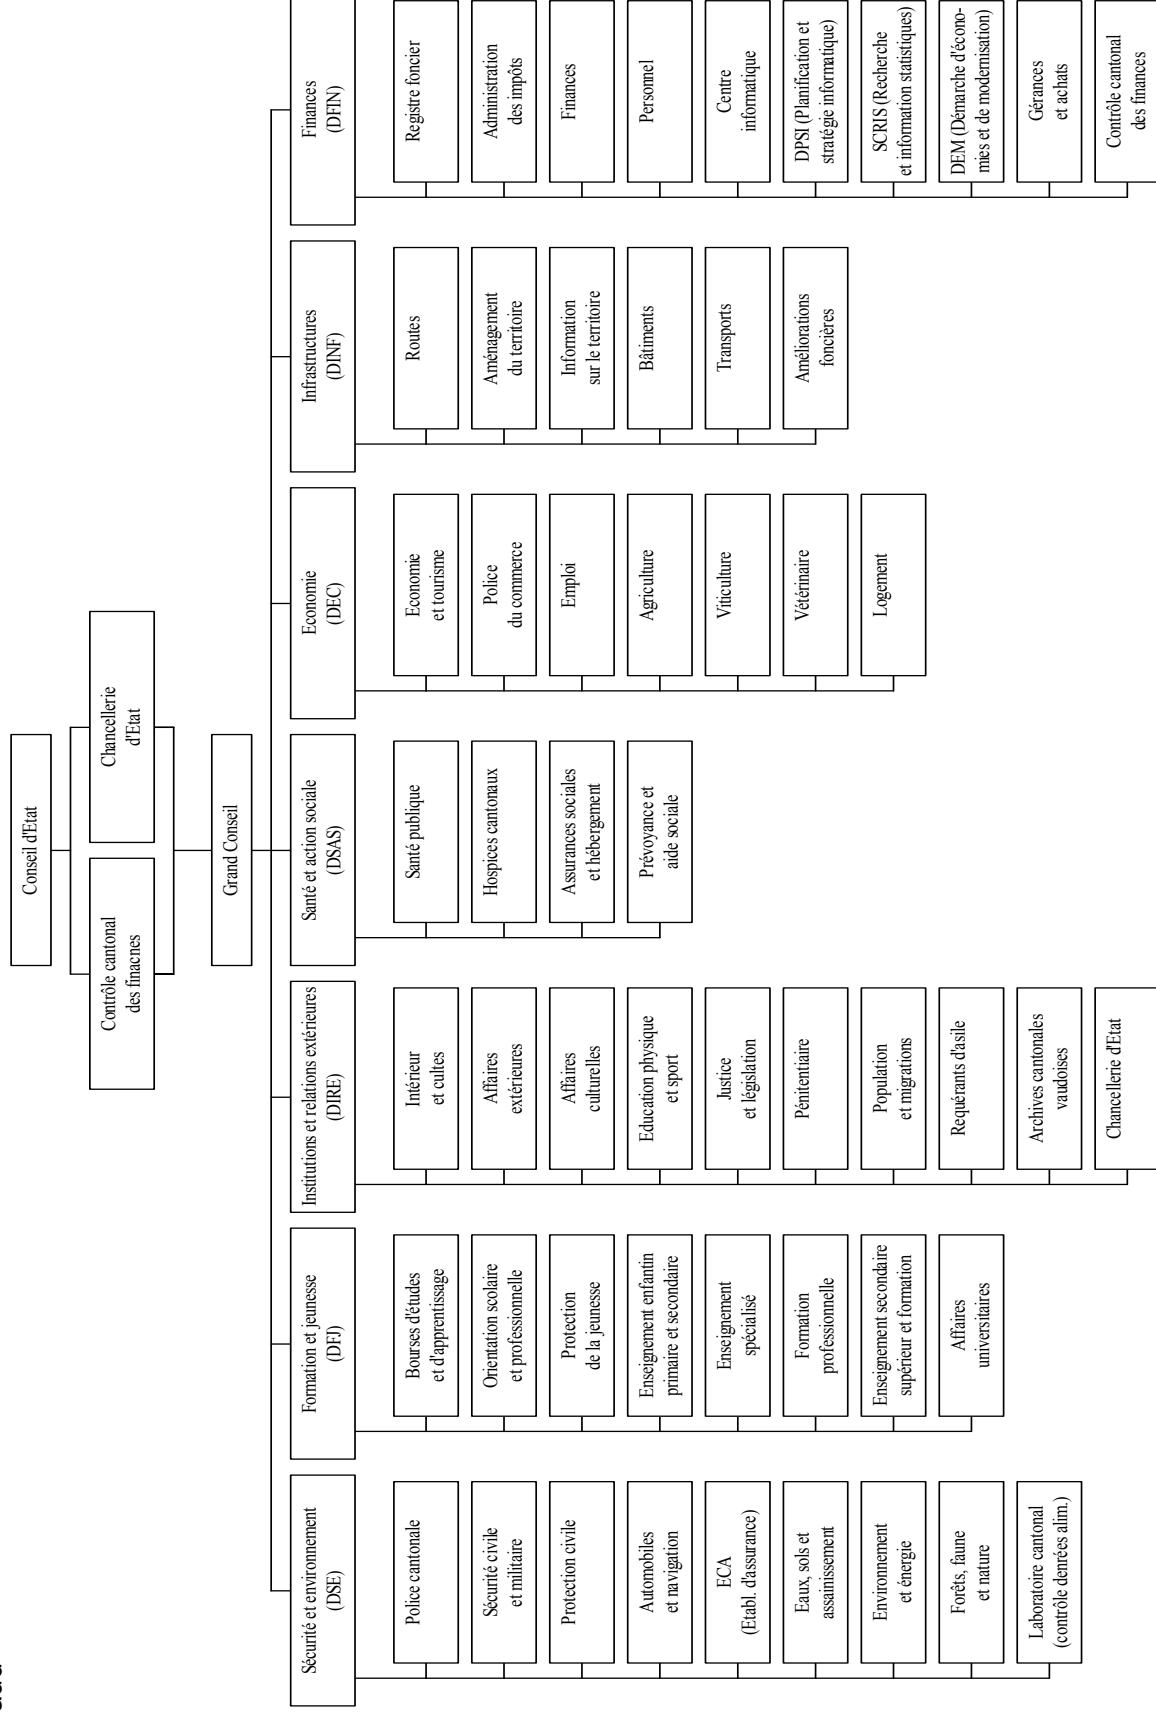 Conseil d'Etat
Contrôle cantonal
des finacnes
Chancellerie
d'Etat
Grand Conseil
Sécurité et environnement
(DSE)
Police cantonale
Sécurité civile
et militaire
Protection civile
Automobiles
et navigation
ECA
(Etabl. d'assurance)
Eaux, sols et
assainissement
Environnement
et énergie
Forêts, faune
et nature
Laboratoire cantonal
(contrôle denrées alim.)
Formation et jeunesse
(DFJ)
Bourses d'études
et d'apprentissage
Orientation scolaire
et professionnelle
Protection
de la jeunesse
Enseignement enfantin
primaire et secondaire
Enseignement
spécialisé
Formation
professionnelle
Enseignement secondaire
supérieur et formation
Affaires
universitaires
Institutions et relations extérieures
(DIRE)
Intérieur
et cultes
Affaires
extérieures
Affaires
culturelles
Education physique
et sport
Justice
et législation
Pénitentiaire
Population
et migrations
Requérants d'asile
Archives cantonales
vaudoises
Chancellerie d'Etat
Santé et action sociale
(DSAS)
Santé publique
Hospices cantonaux
Assurances sociales
et hébergement
Prévoyance et
aide sociale
Economie
(DEC)
Economie
et tourisme
Police
du commerce
Emploi
Agriculture
Viticulture
Vétérinaire
Logement
Infrastructures
(DINF)
Routes
Aménagement
du territoire
Information
sur le territoire
Bâtiments
Transports
Améliorations
foncières
Finances
(DFIN)
Registre foncier
Administration
des impôts
Finances
Personnel
Centre
informatique
DPSI (Planification et
stratégie informatique)
SCRIS (Recherche
et information statistiques)
DEM (Démarche d'écono-
mies et de modernisation)
Gérances
et achats
Contrôle cantonal
des finances